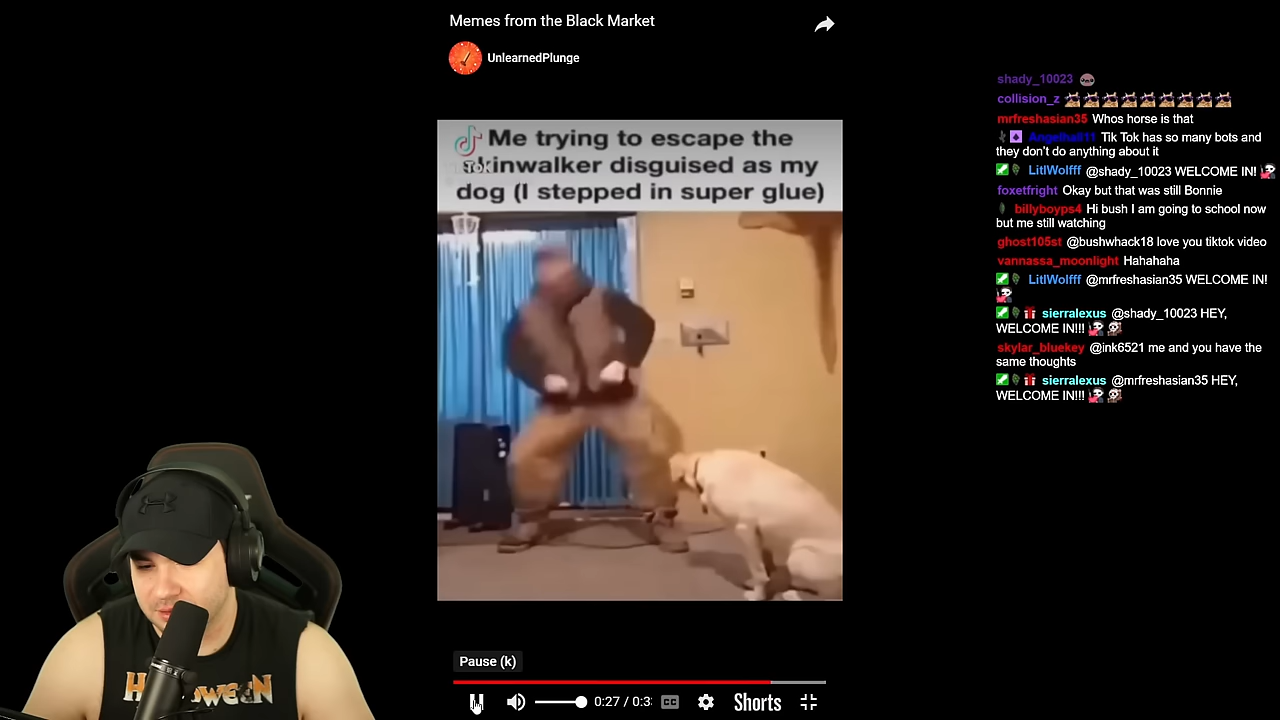 Memes from the Black Market
UnlearnedPlunge
Me trying to escape the
skinwalker disguised as my
dog (I stepped in super glue)
Pause (k)
0:27 / 0:3
CC
Shorts
shady_10023
collision_z
mrfreshasian35 Whos horse is that
Tik Tok has so many bots and
they don't do anything about it
LitlWolfff @shady_10023 WELCOME IN!
foxetfright Okay but that was still Bonnie
billyboyps4 Hi bush I am going to school now
but me still watching
ghost105st @bushwhack18 love you tiktok video
vannassa_moonlight Hahahaha
LitlWolfff @mrfreshasian35 WELCOME IN!
sierralexus @shady_10023 HEY,
WELCOME IN!!!
skylar_bluekey @ink6521 me and you have the
same thoughts
sierralexus @mrfreshasian35 HEY,
WELCOME IN!!!